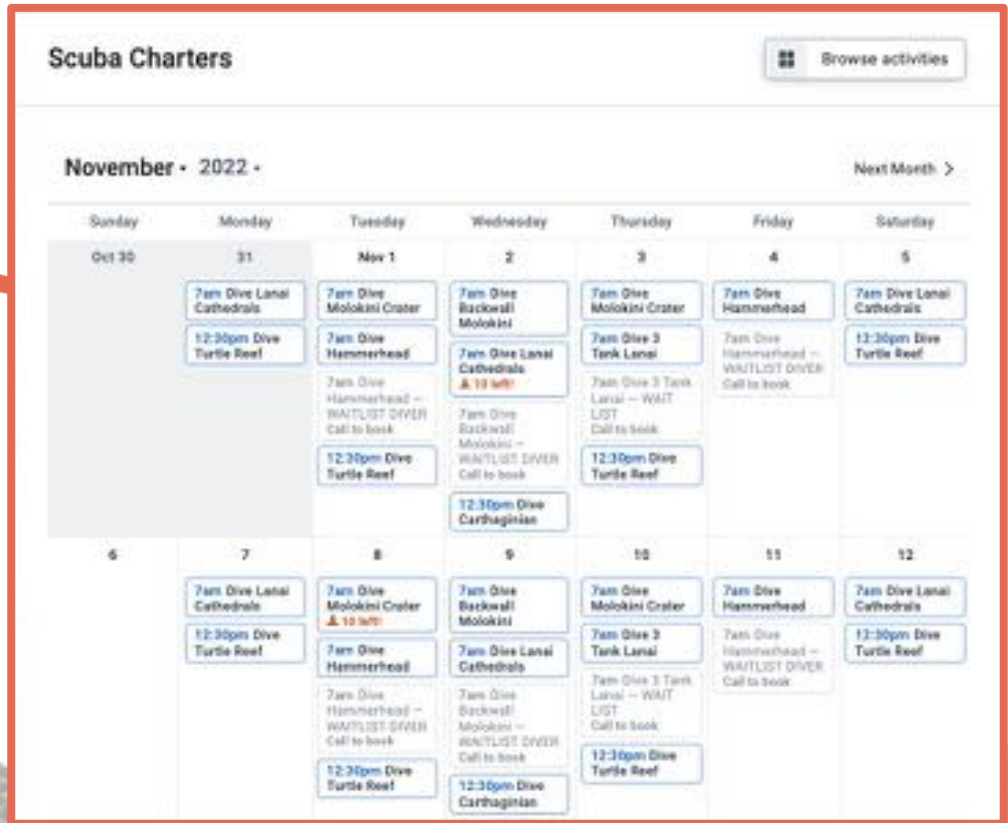 Scuba Charters
Browse activities
November 2022
Next Month >
Sunday Monday Tuesday Wednesday Thursday Friday Saturday
Oct 30 31 Nov 1 2 3 4 5
7am Dive Lanai
Cathedrals
12:30pm Dive
Turtle Reef
7am Dive
Molokini Crater
7am Dive
Hammerhead
7am Dive
Hammerhead –
WAITLIST DIVER
Call to book
12:30pm Dive
Turtle Reef
7am Dive
Backwall
Molokini
7am Dive Lanai
Cathedrals
10 left!
7am Dive
Backwall
Molokini –
WAITLIST DIVER
Call to book
12:30pm Dive
Carthaginian
7am Dive
Molokini Crater
7am Dive 3
Tank Lanai
7am Dive 3 Tank
Lanai – WAIT
LIST
Call to book
12:30pm Dive
Turtle Reef
7am Dive
Hammerhead
7am Dive
Hammerhead –
WAITLIST DIVER
Call to book
7am Dive Lanai
Cathedrals
12:30pm Dive
Turtle Reef
6 7 8 9 10 11 12
7am Dive Lanai
Cathedrals
12:30pm Dive
Turtle Reef
7am Dive
Molokini Crater
10 left!
7am Dive
Hammerhead
7am Dive
Hammerhead –
WAITLIST DIVER
Call to book
12:30pm Dive
Turtle Reef
7am Dive
Backwall
Molokini
7am Dive Lanai
Cathedrals
7am Dive
Backwall
Molokini –
WAITLIST DIVER
Call to book
12:30pm Dive
Carthaginian
7am Dive
Molokini Crater
7am Dive 3
Tank Lanai
7am Dive 3 Tank
Lanai – WAIT
LIST
Call to book
12:30pm Dive
Turtle Reef
7am Dive
Hammerhead
7am Dive
Hammerhead –
WAITLIST DIVER
Call to book
7am Dive Lanai
Cathedrals
12:30pm Dive
Turtle Reef